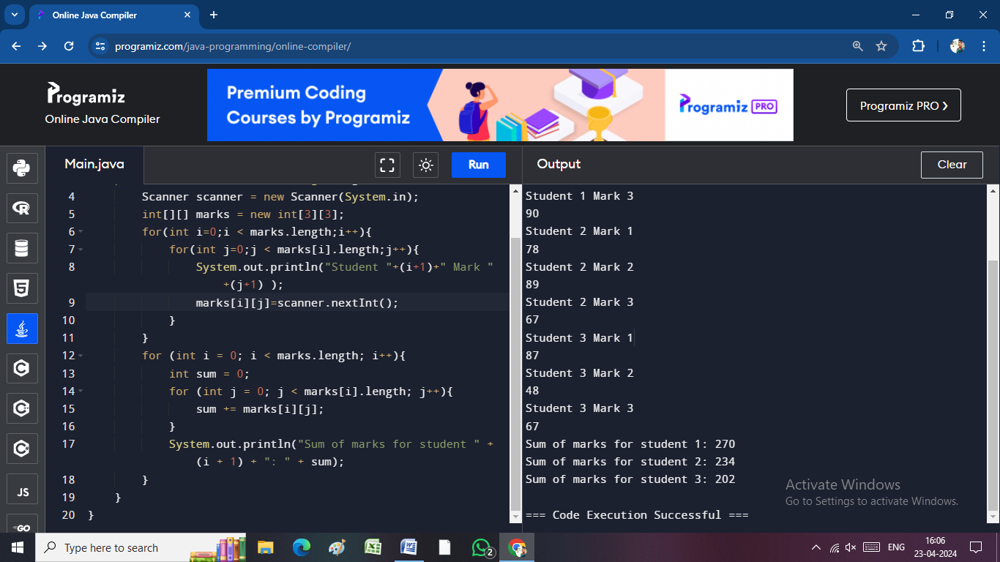 Online Java Compiler
programiz.com/java-programming/online-compiler/
Programiz
Online Java Compiler
Premium Coding
Courses by Programiz
Programiz PRO
Programiz PRO ❯
Main.java
Run
Output
Clear
4 Scanner scanner = new Scanner(System.in);
5 int[][] marks = new int[3][3];
6 for(int i=0;i < marks.length;i++){
7 for(int j=0;j < marks[i].length;j++){
8 System.out.println("Student "+(i+1)+" Mark "
+(j+1) );
9 marks[i][j]=scanner.nextInt();
10 }
11 }
12 for (int i = 0; i < marks.length; i++){
13 int sum = 0;
14 for (int j = 0; j < marks[i].length; j++){
15 sum += marks[i][j];
16 }
17 System.out.println("Sum of marks for student " +
(i + 1) + ": " + sum);
18 }
19 }
20 }
Student 1 Mark 3
90
Student 2 Mark 1
78
Student 2 Mark 2
89
Student 2 Mark 3
67
Student 3 Mark 1
87
Student 3 Mark 2
48
Student 3 Mark 3
67
Sum of marks for student 1: 270
Sum of marks for student 2: 234
Sum of marks for student 3: 202
=== Code Execution Successful ===
Activate Windows
Go to Settings to activate Windows.
JS
GO
Type here to search
2
ENG
16:06
23-04-2024